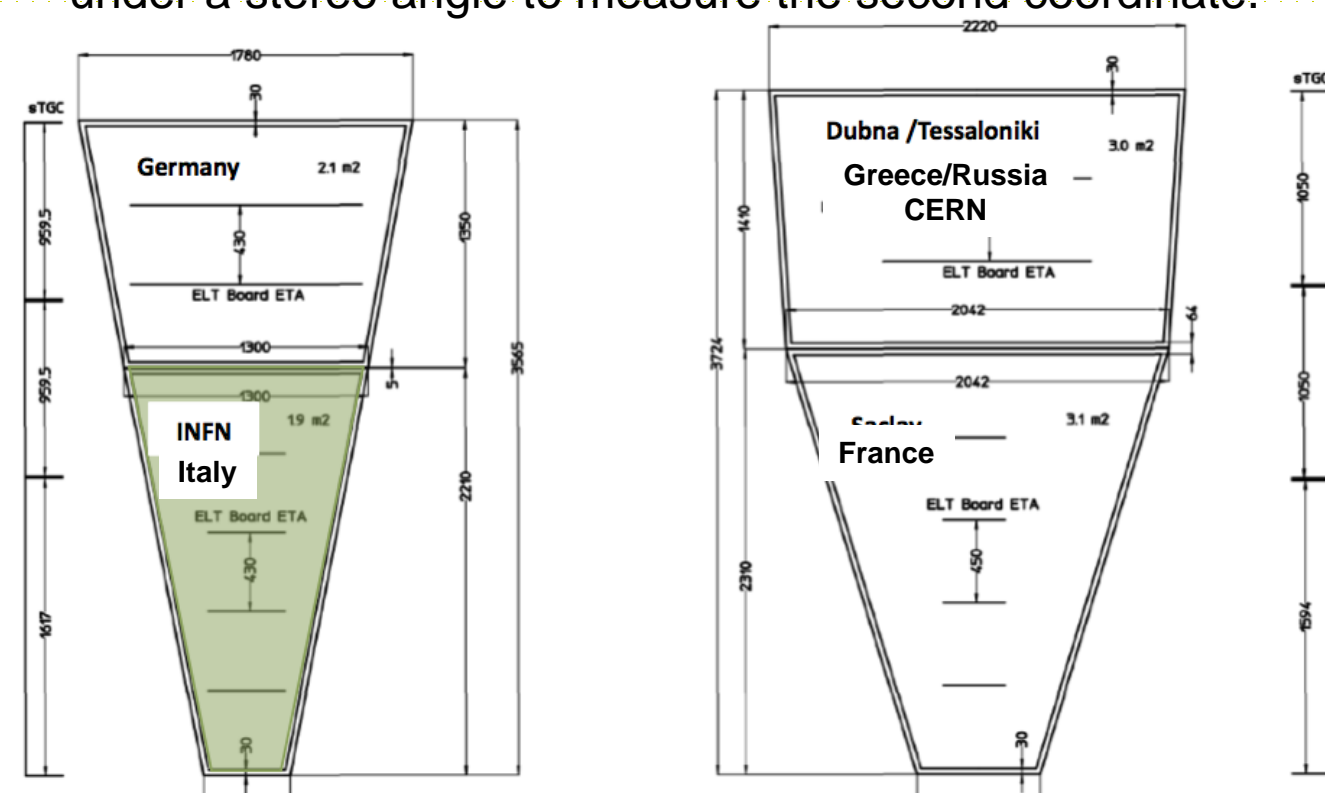 under a stereo angle to measure the second coordinate.
1780
30
sTGC
Germany
2.1 m2
959.5
430
1350
ELT Board ETA
1300
3565
5
1300
959.5
INFN
Italy
1.9 m2
2210
ELT Board ETA
430
1617
30
2220
30
sTGC
Dubna /Tessaloniki
3.0 m2
Greece/Russia
CERN
1410
1050
ELT Board ETA
2042
64
3724
2042
1050
3.1 m2
France
ELT Board ETA
450
2310
1594
30